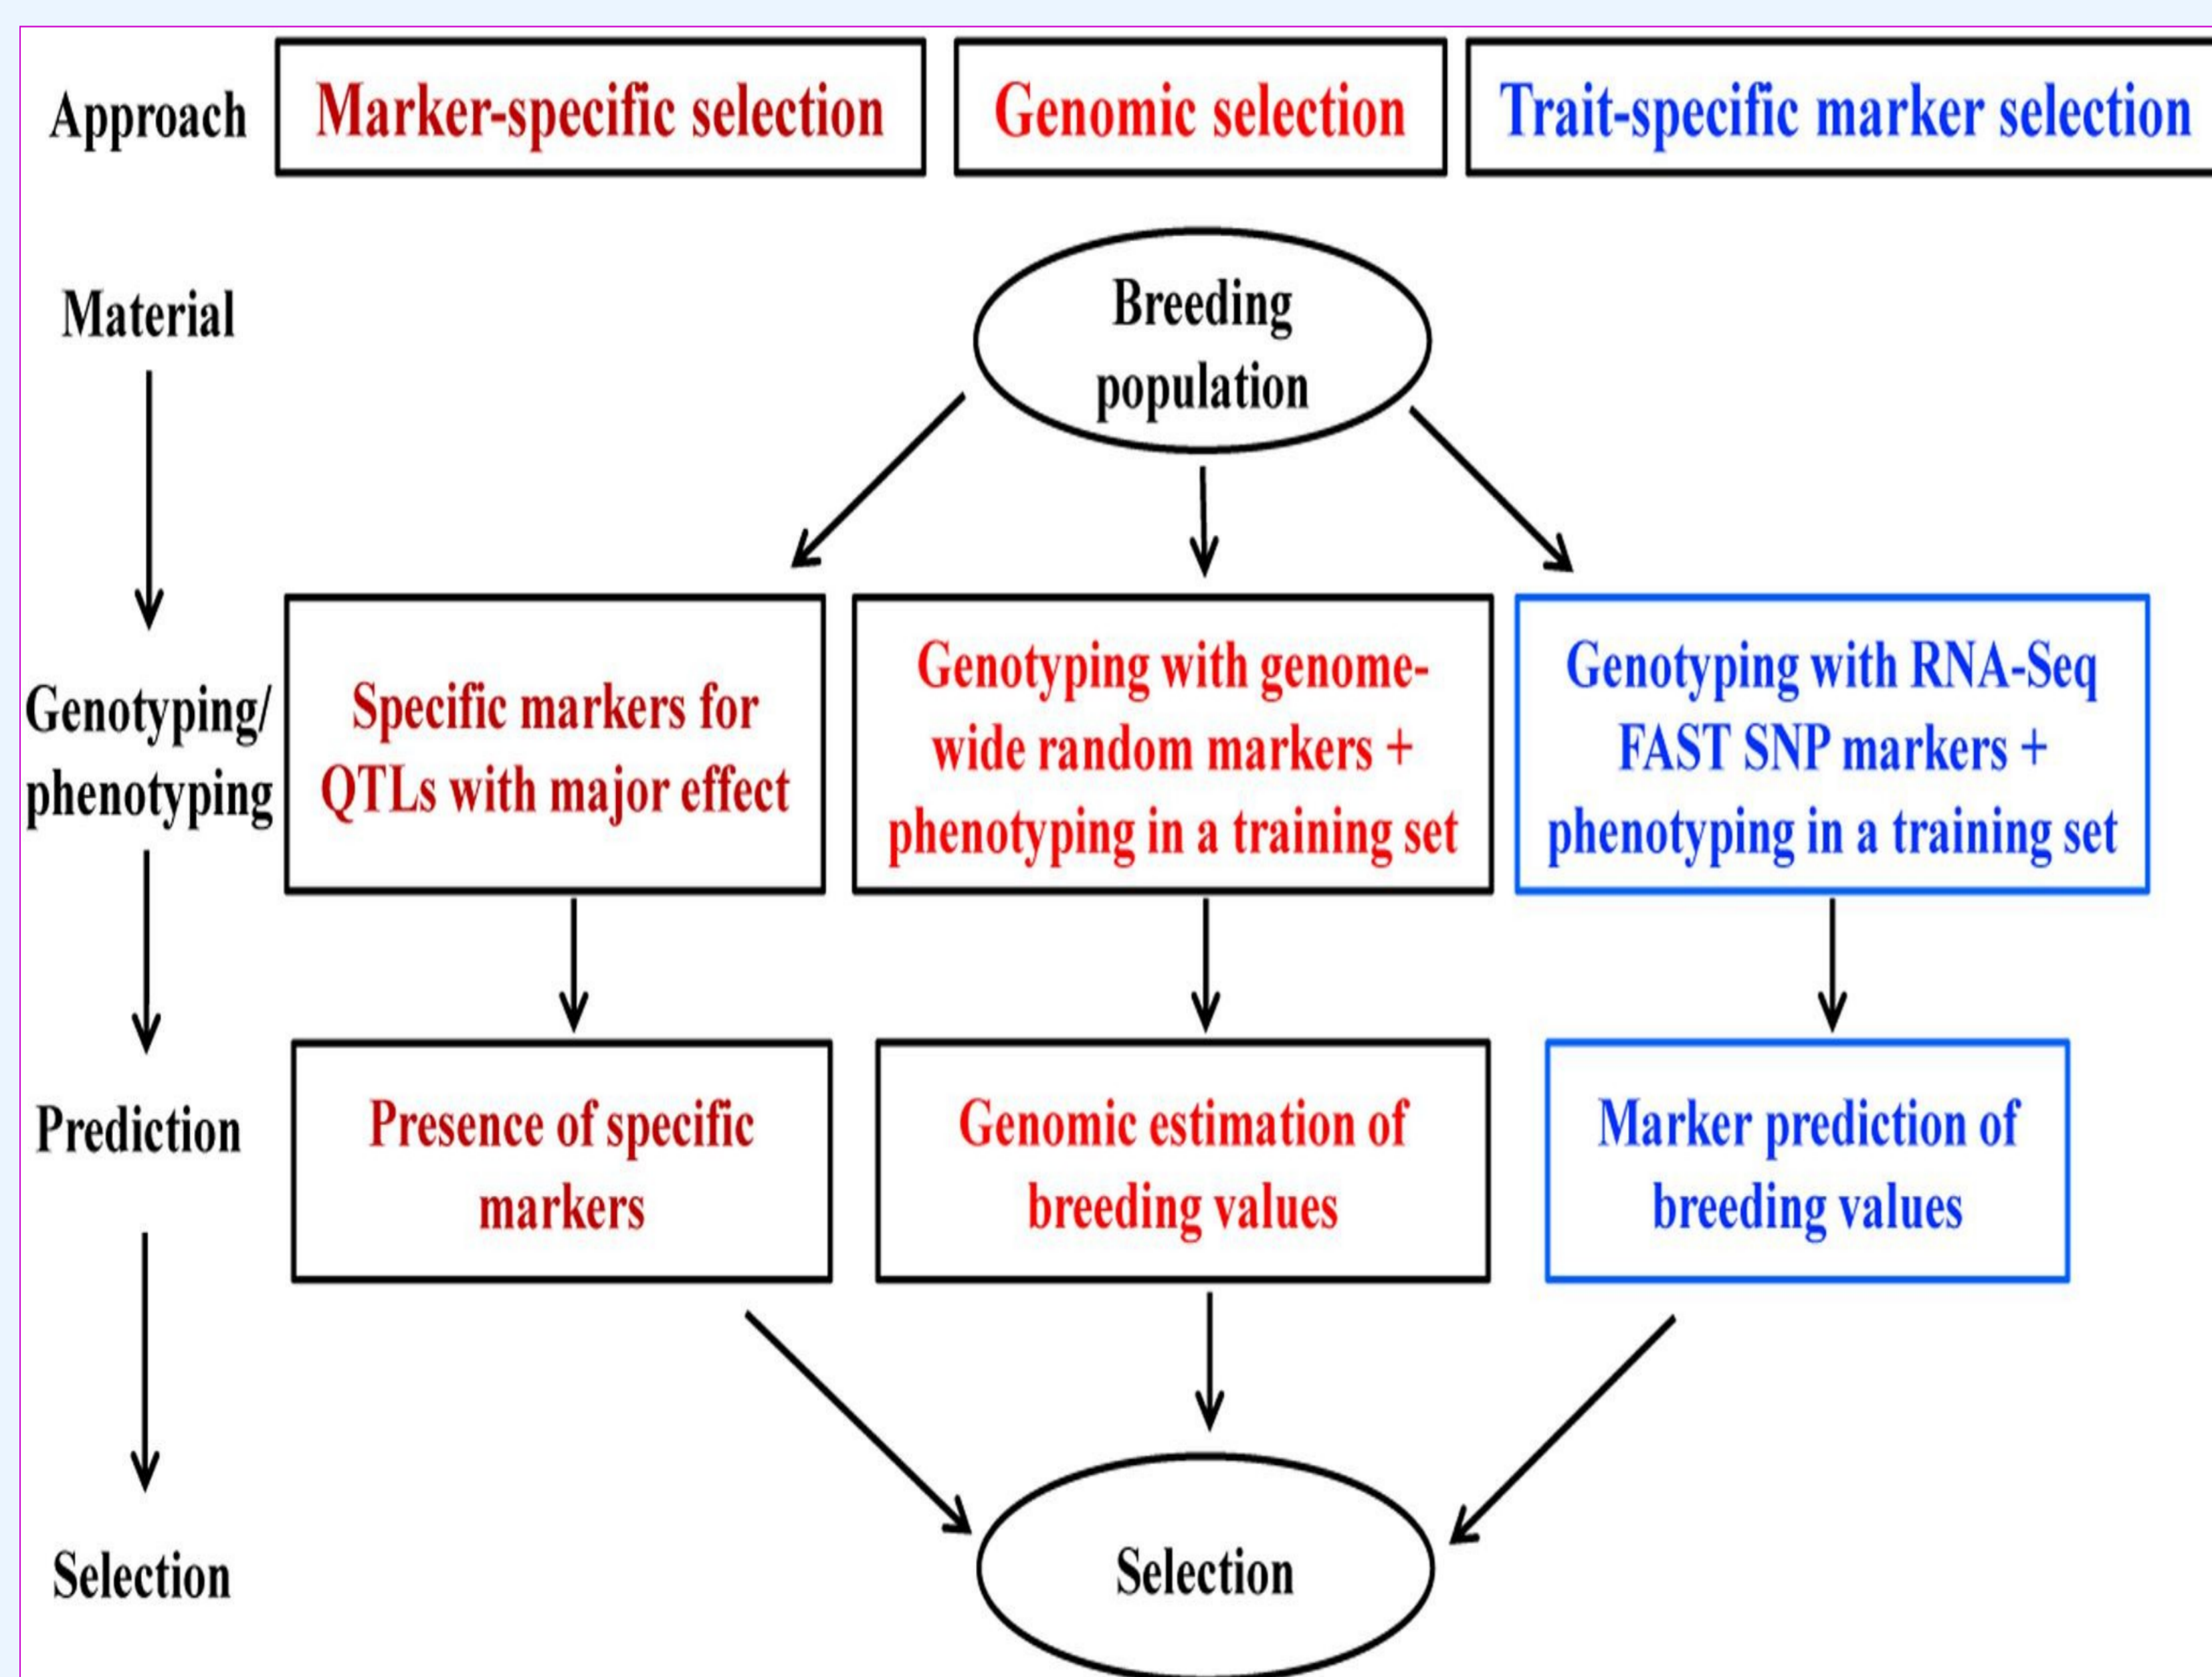 Approach
Marker-specific selection
Genomic selection
Trait-specific marker selection
Material
Breeding
population
Genotyping/
phenotyping
Specific markers for
QTLs with major effect
Genotyping with genome-
wide random markers +
phenotyping in a training set
Genotyping with RNA-Seq
FAST SNP markers +
phenotyping in a training set
Prediction
Presence of specific
markers
Genomic estimation of
breeding values
Marker prediction of
breeding values
Selection
Selection